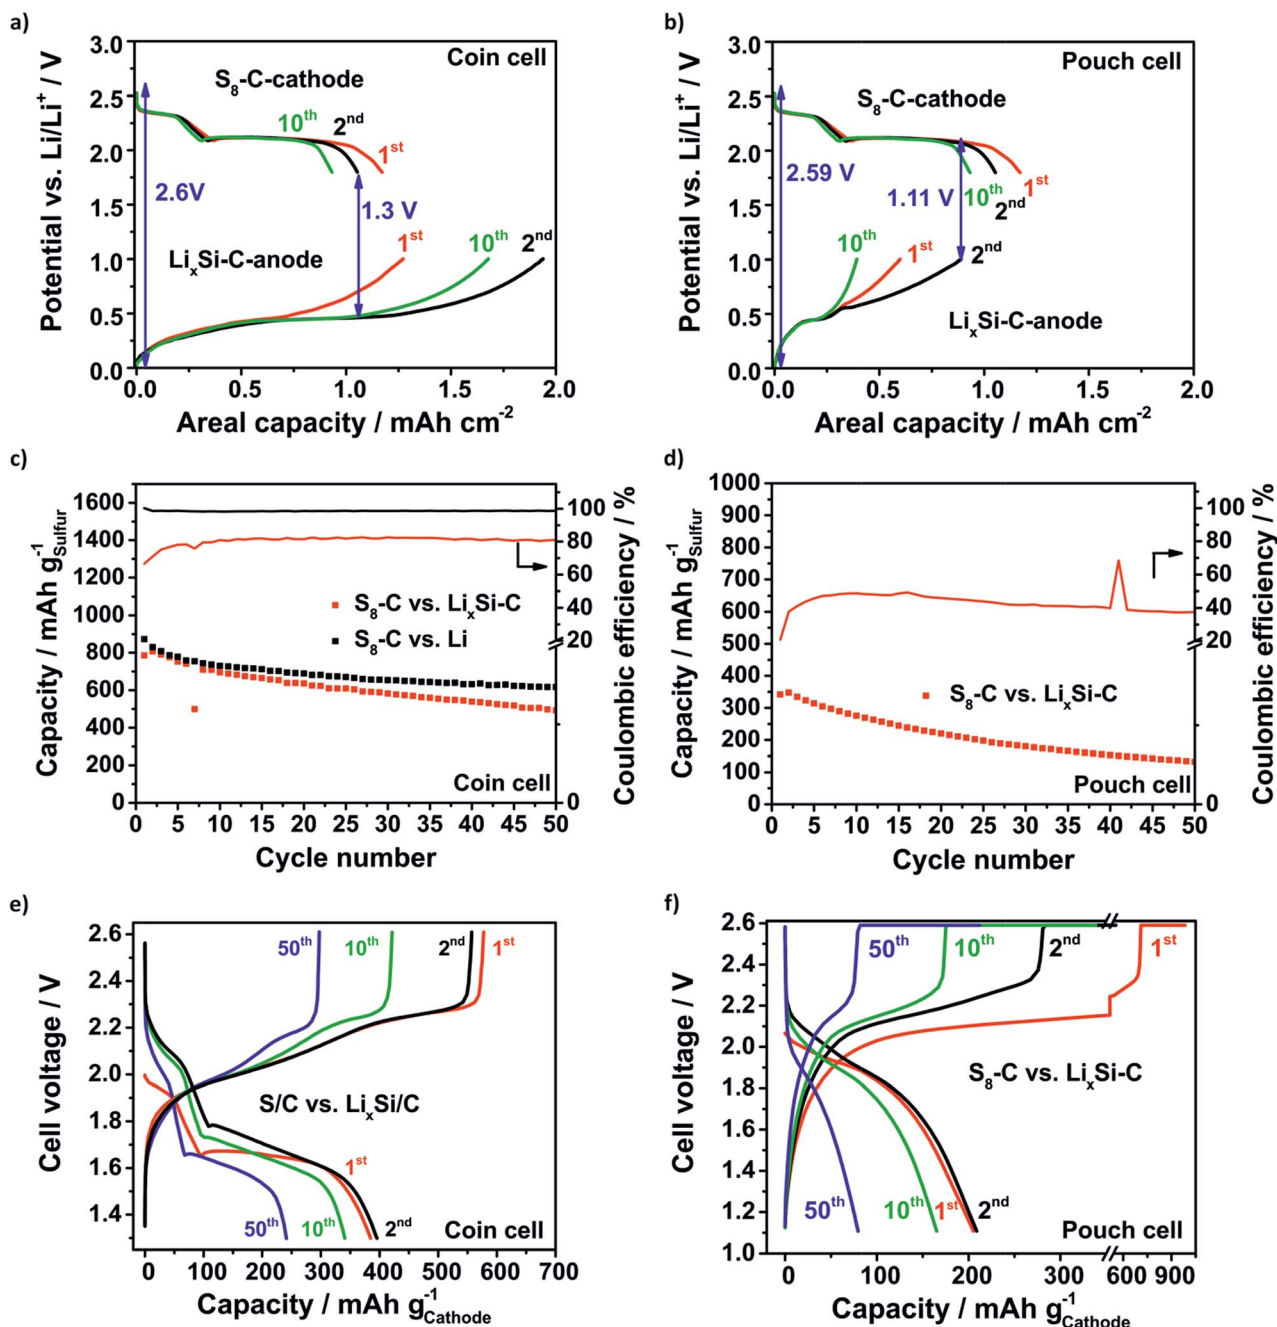 a)
3.0
2.5
2.0
1.5
1.0
0.5
0.0
Potential vs. Li/Li⁺ / V
Coin cell
S₈-C-cathode
10ᵗʰ
2ⁿᵈ
1ˢᵗ
2.6V
1.3 V
LiₓSi-C-anode
1ˢᵗ
10ᵗʰ
2ⁿᵈ
0.0 0.5 1.0 1.5 2.0
Areal capacity / mAh cm⁻²
b)
3.0
2.5
2.0
1.5
1.0
0.5
0.0
Potential vs. Li/Li⁺ / V
Pouch cell
S₈-C-cathode
2.59 V
1.11 V
10ᵗʰ
2ⁿᵈ
1ˢᵗ
10ᵗʰ
1ˢᵗ
2ⁿᵈ
LiₓSi-C-anode
0.0 0.5 1.0 1.5 2.0
Areal capacity / mAh cm⁻²
c)
1600
1400
1200
1000
800
600
400
200
0
Capacity / mAh g⁻¹Sulfur
S₈-C vs. LiₓSi-C
S₈-C vs. Li
Coin cell
100
80
60
40
20
0
Coulombic efficiency / %
0 5 10 15 20 25 30 35 40 45 50
Cycle number
d)
1000
900
800
700
600
500
400
300
200
100
0
Capacity / mAh g⁻¹Sulfur
S₈-C vs. LiₓSi-C
Pouch cell
100
80
60
40
20
0
Coulombic efficiency / %
0 5 10 15 20 25 30 35 40 45 50
Cycle number
e)
2.6
2.4
2.2
2.0
1.8
1.6
1.4
Cell voltage / V
50ᵗʰ
10ᵗʰ
2ⁿᵈ
1ˢᵗ
S/C vs. LiₓSi/C
1ˢᵗ
50ᵗʰ
10ᵗʰ
2ⁿᵈ
Coin cell
0 100 200 300 400 500 600 700
Capacity / mAh g⁻¹Cathode
f)
2.6
2.4
2.2
2.0
1.8
1.6
1.4
1.2
1.0
Cell voltage / V
50ᵗʰ
10ᵗʰ
2ⁿᵈ
1ˢᵗ
S₈-C vs. LiₓSi-C
50ᵗʰ
10ᵗʰ
1ˢᵗ
2ⁿᵈ
Pouch cell
0 100 200 300 600 900
Capacity / mAh g⁻¹Cathode